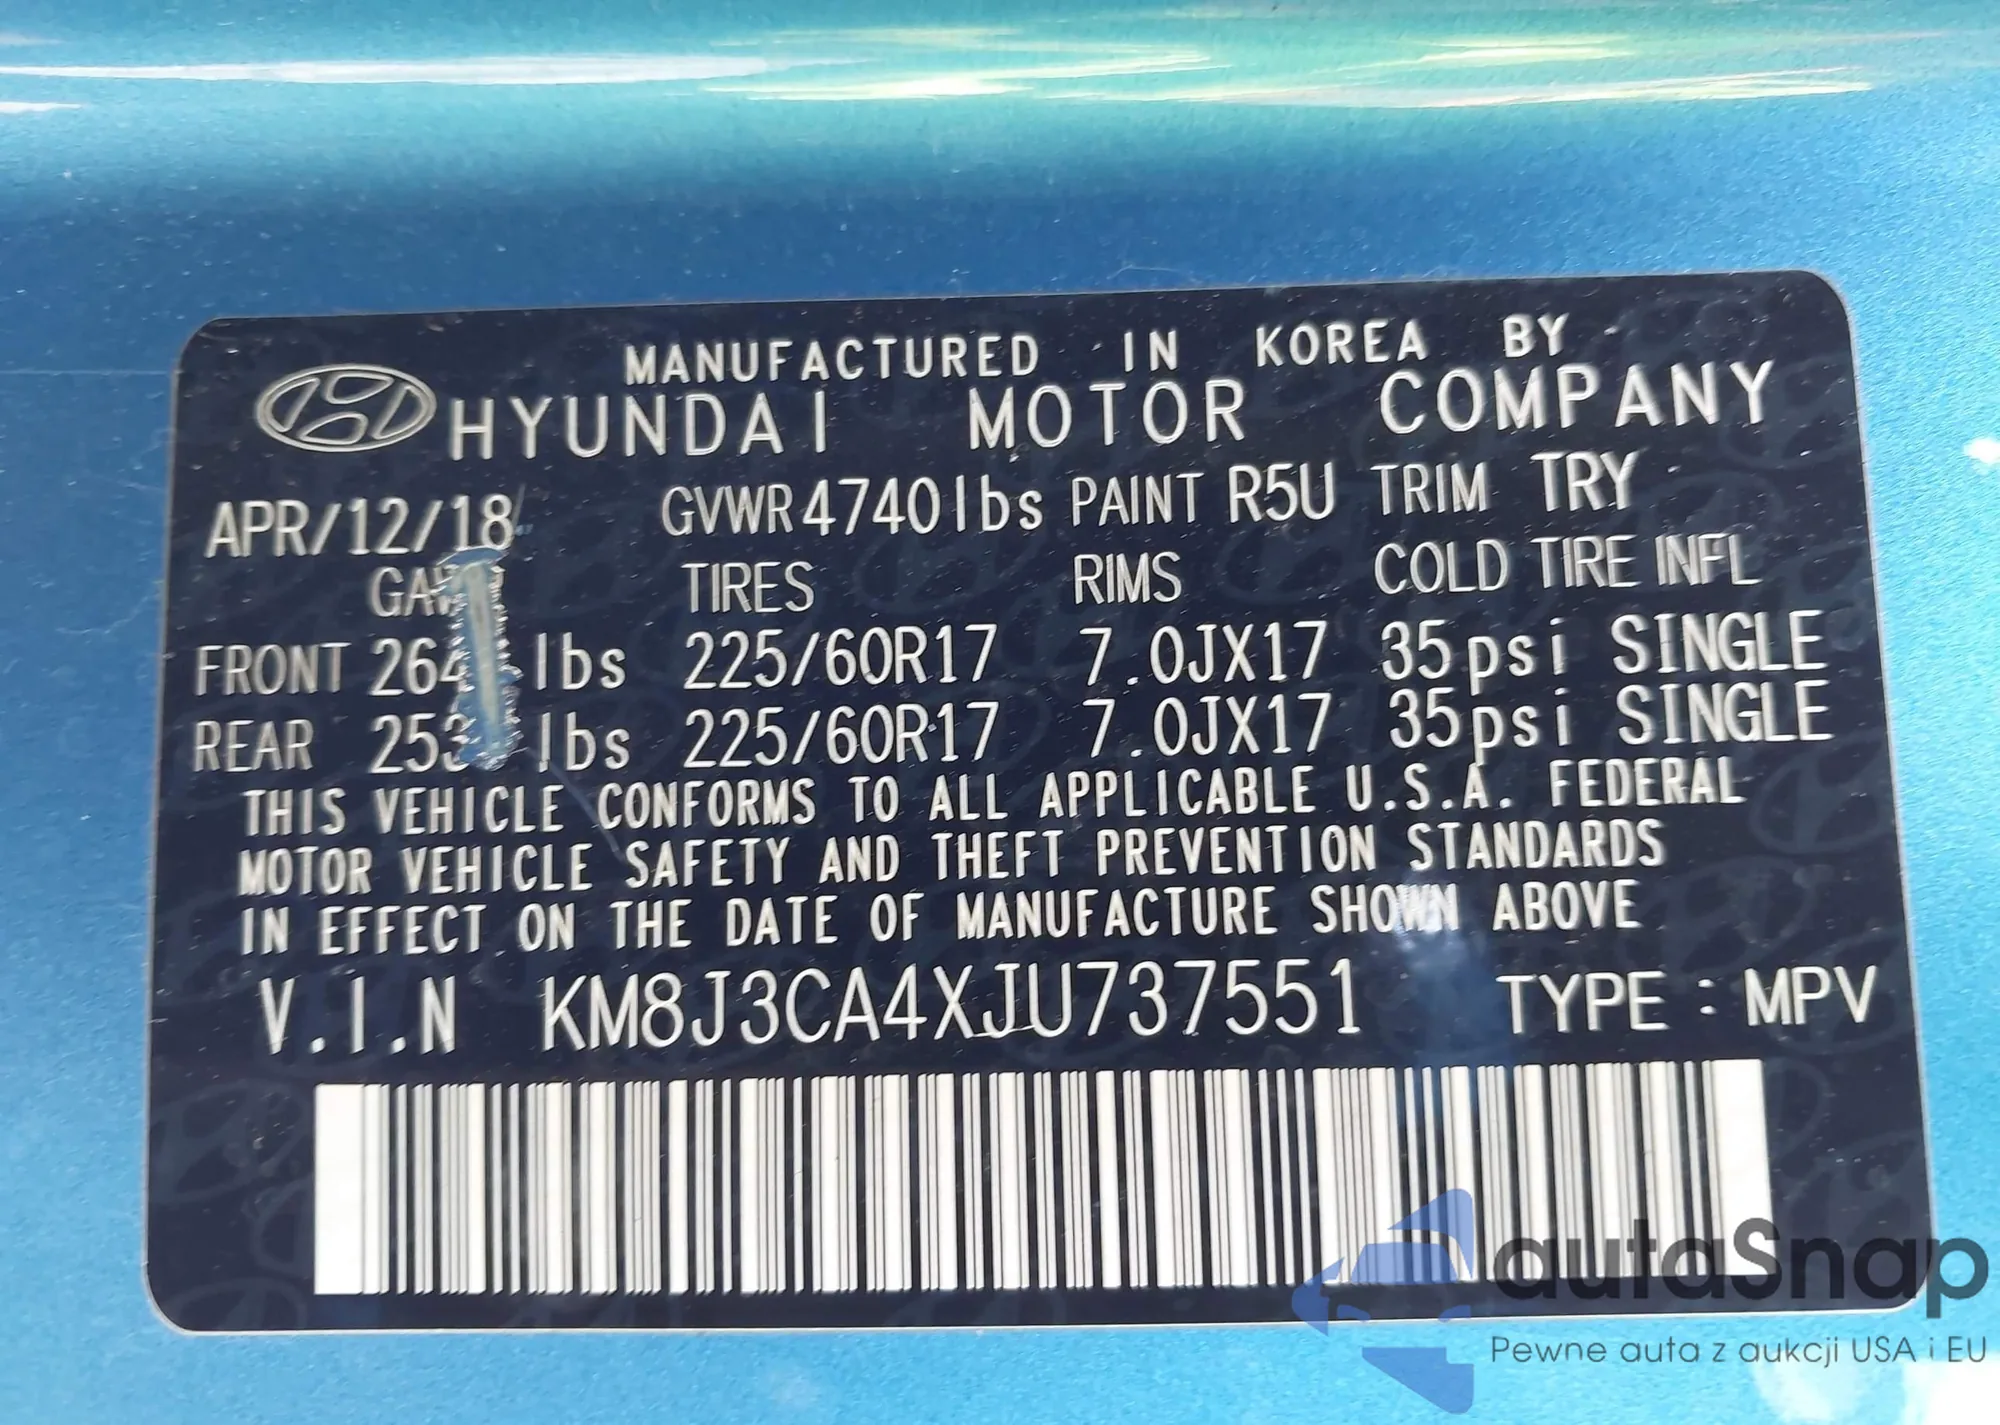 MANUFACTURED IN KOREA BY
HYUNDAI MOTOR COMPANY
APR/12/18 GVWR 4740lbs PAINT R5U TRIM TRY
TIRES RIMS COLD TIRE INFL
FRONT lbs 225/60R17 7.0JX17 35psi SINGLE
REAR lbs 225/60R17 7.0JX17 35psi SINGLE
THIS VEHICLE CONFORMS TO ALL APPLICABLE U.S.A. FEDERAL
MOTOR VEHICLE SAFETY AND THEFT PREVENTION STANDARDS
IN EFFECT ON THE DATE OF MANUFACTURE SHOWN ABOVE
V.I.N KM8J3CA4XJU737551 TYPE : MPV
autaSnap
Pewne auta z aukcji USA i EU